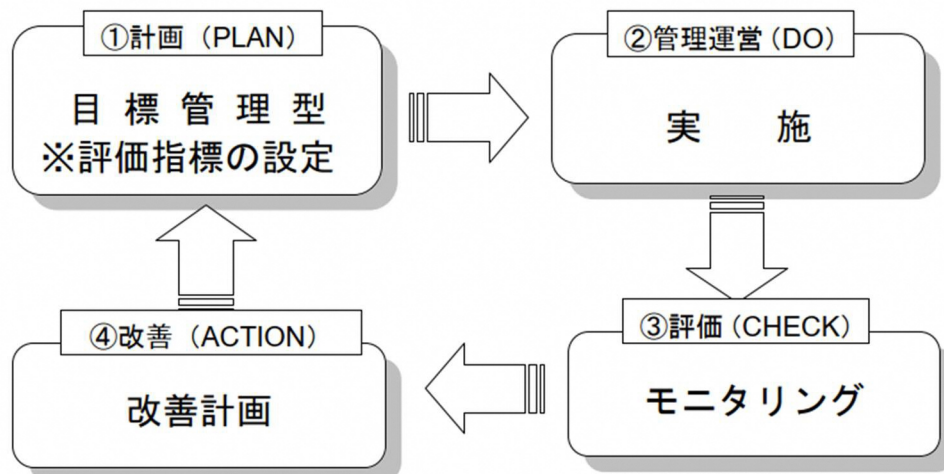 ①計画（PLAN）
目標管理型
※評価指標の設定
②管理運営（DO）
実　施
③評価（CHECK）
モニタリング
④改善（ACTION）
改善計画